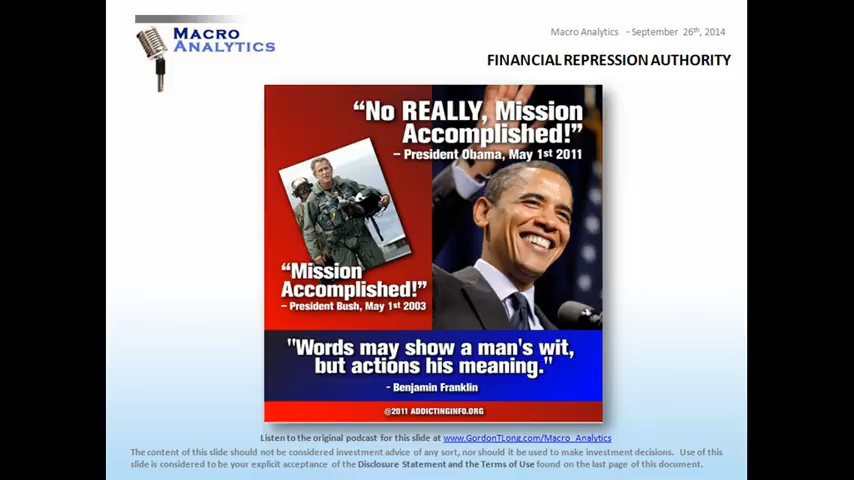 MACRO
ANALYTICS
Macro Analytics - September 26th, 2014
FINANCIAL REPRESSION AUTHORITY
“No REALLY, Mission
Accomplished!”
– President Obama, May 1st 2011
“Mission
Accomplished!”
– President Bush, May 1st 2003
"Words may show a man's wit,
but actions his meaning."
- Benjamin Franklin
@2011 ADDICTINGINFO.ORG
Listen to the original podcast for this slide at www.GordonTLong.com/Macro_Analytics
The content of this slide should not be considered investment advice of any sort, nor should it be used to make investment decisions. Use of this
slide is considered to be your explicit acceptance of the Disclosure Statement and the Terms of Use found on the last page of this document.